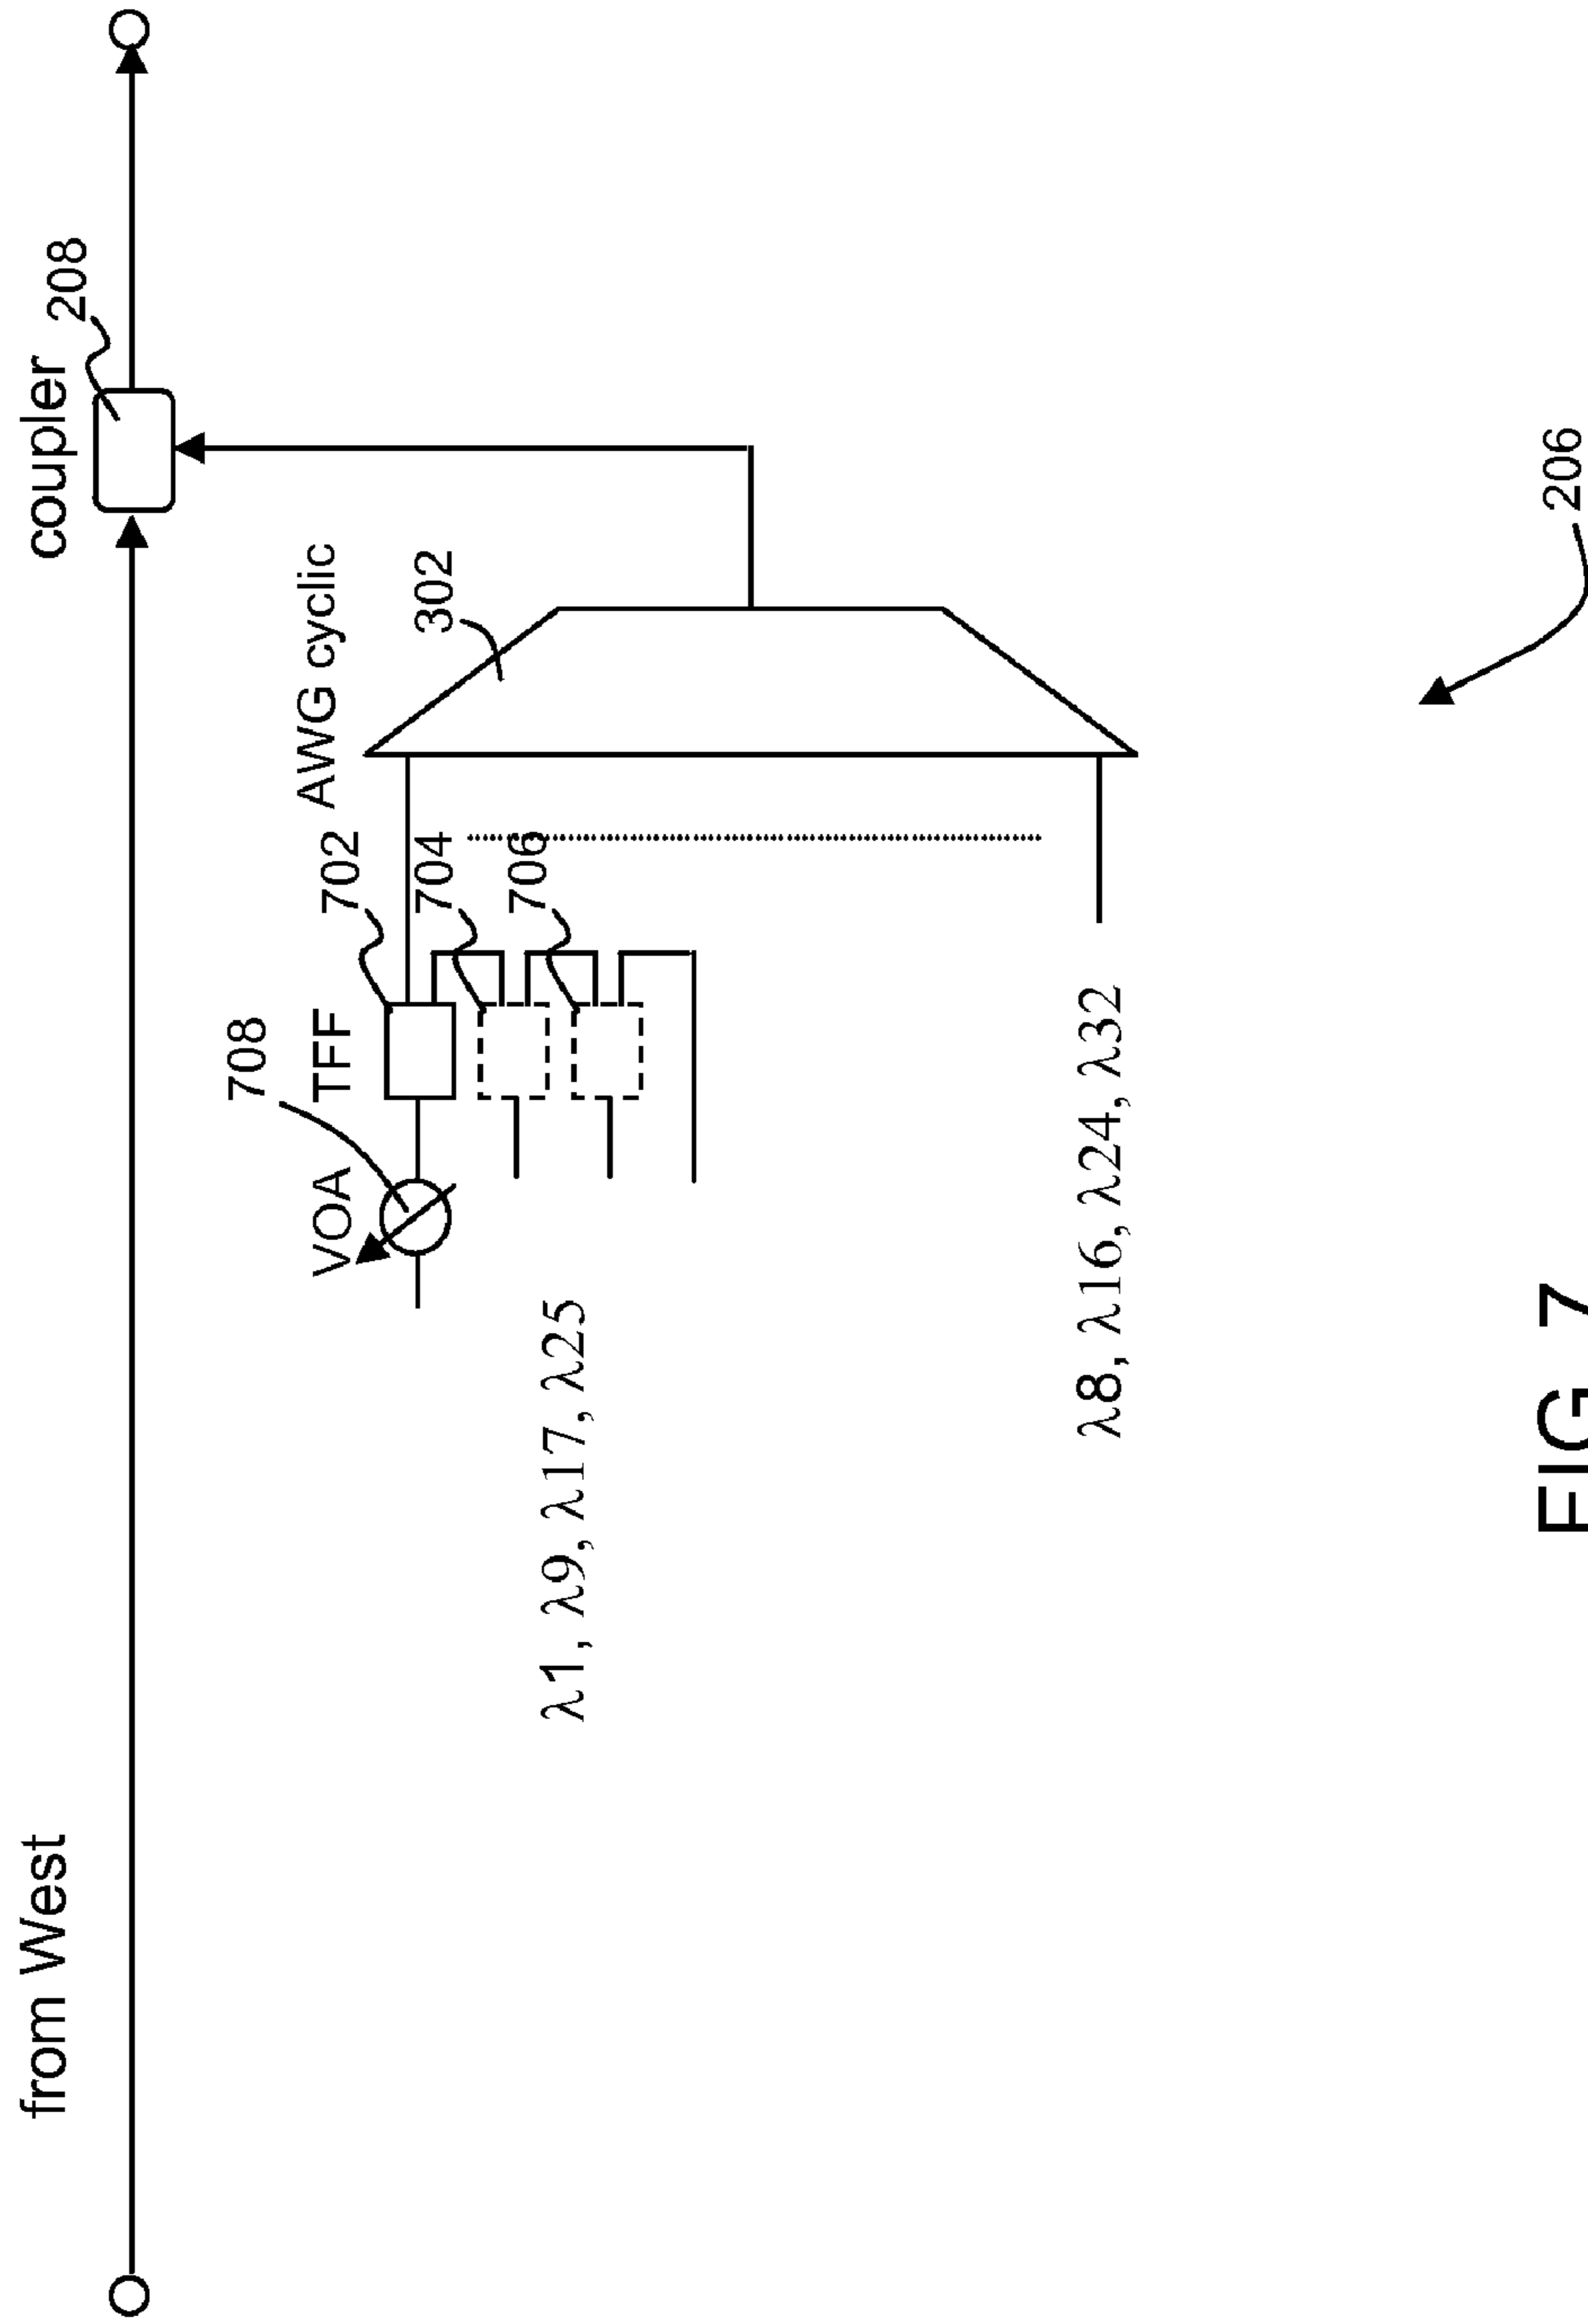 from West
coupler 208
AWG cyclic
302
708
VOA
TFF
702
704
706
λ1, λ9, λ17, λ25
λ8, λ16, λ24, λ32
206
FIG 7